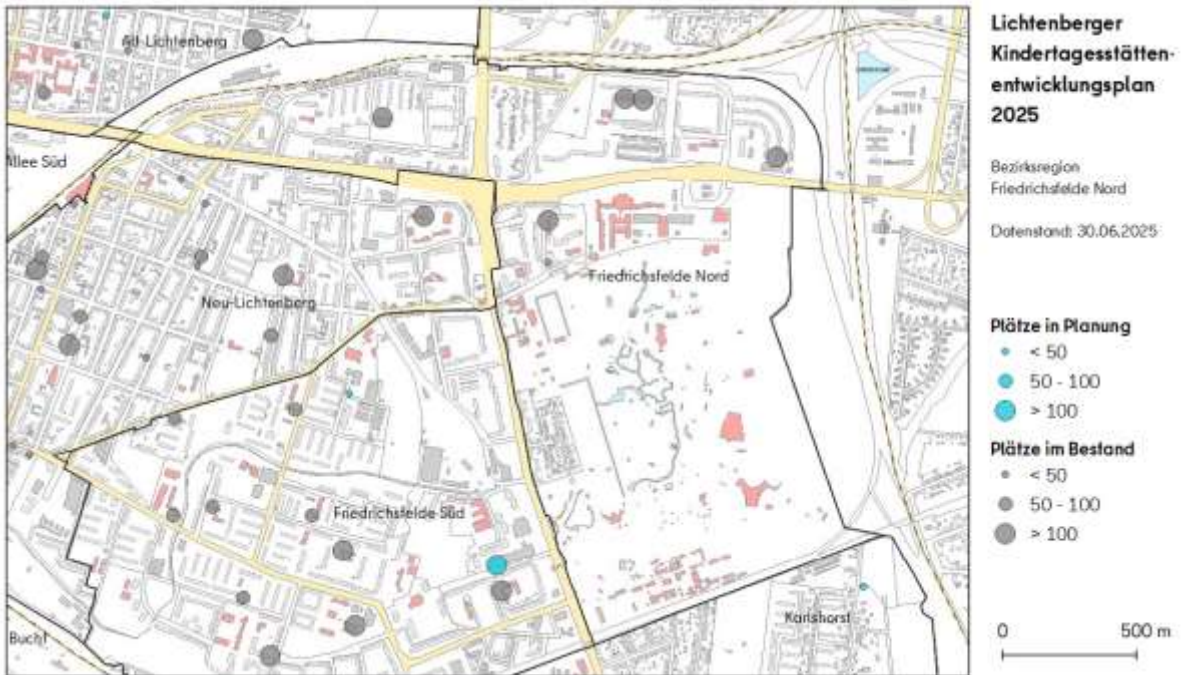 Lichtenberger
Kindertagesstätten-
entwicklungsplan
2025
Bezirksregion
Friedrichsfelde Nord
Datenstand: 30.06.2025
Plätze in Planung
< 50
50 - 100
> 100
Plätze im Bestand
< 50
50 - 100
> 100
0 500 m
Alt-Lichtenberg
Allee Süd
Friedrichsfelde Nord
Neu-Lichtenberg
Friedrichsfelde Süd
Karlshorst
Bucht